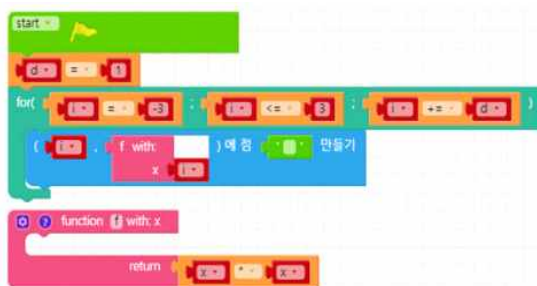 start
d = 1
for( i = -3 ; i <= 3 ; i += d )
( i , f with: ) 에 점 " " 만들기
x i
? function f with: x
return x * x